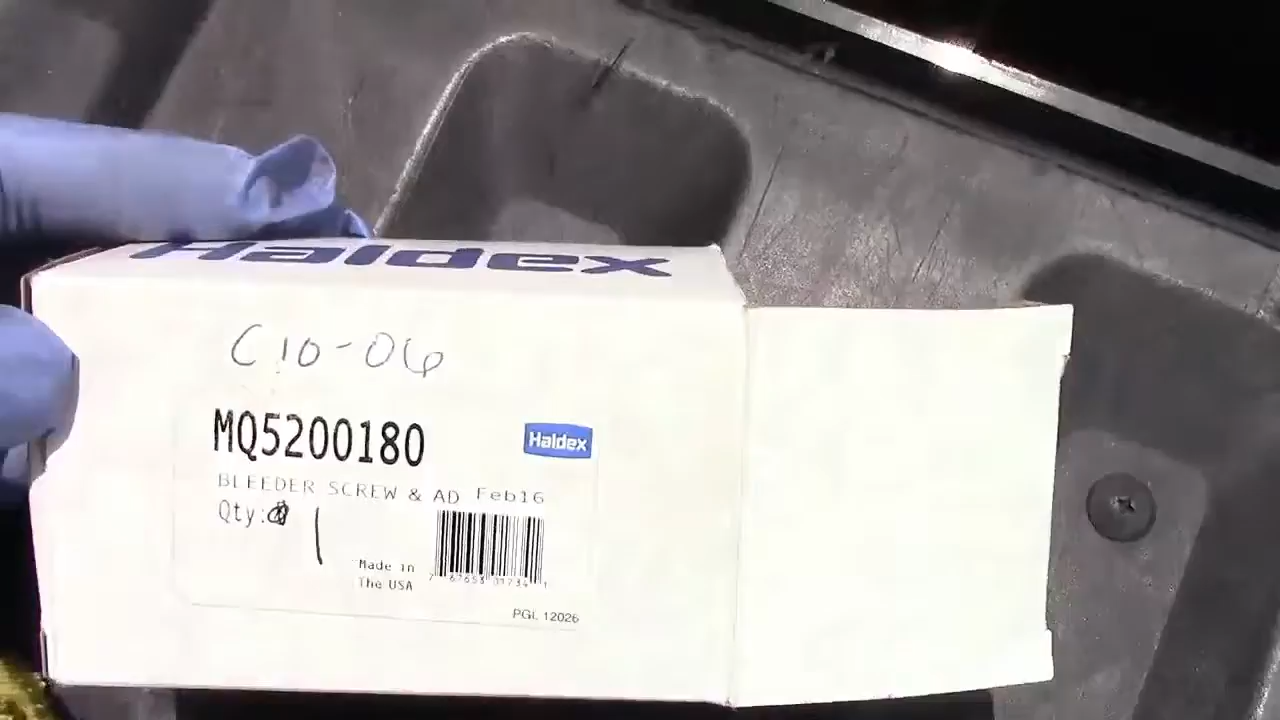 Haldex
C10-06
MQ5200180
Haldex
BLEEDER SCREW & AD Feb16
Qty: 1
Made in
The USA
PGL 12026